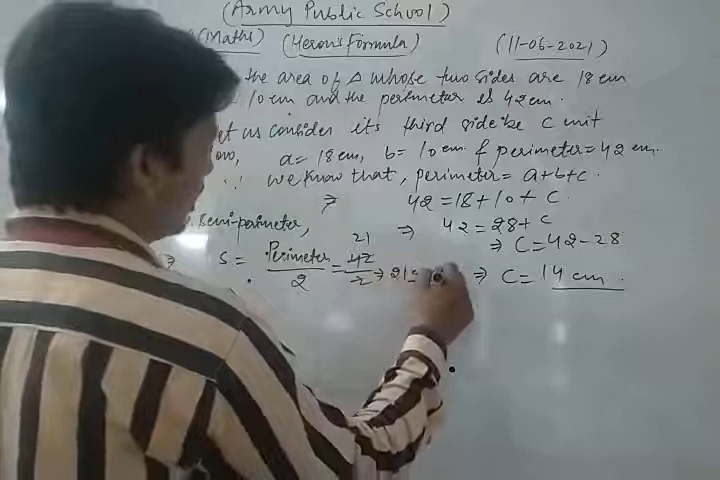 (Army Public School)
(Maths) (Heron's Formula) (11-06-2021)
the area of Δ whose two sides are 18 cm
10 cm and the perimeter is 42 cm.
et us consider its third side be C unit
ow, a = 18 cm, b = 10 cm & perimeter = 42 cm.
∵ we know that, perimeter = a+b+c.
⇒ 42 = 18 + 10 + C.
semi-perimeter, ⇒ 42 = 28 + c
⇒ C = 42 - 28
⇒ S = Perimeter/2 = 42/2 21 ⇒ 21 ⇒ C = 14 cm.